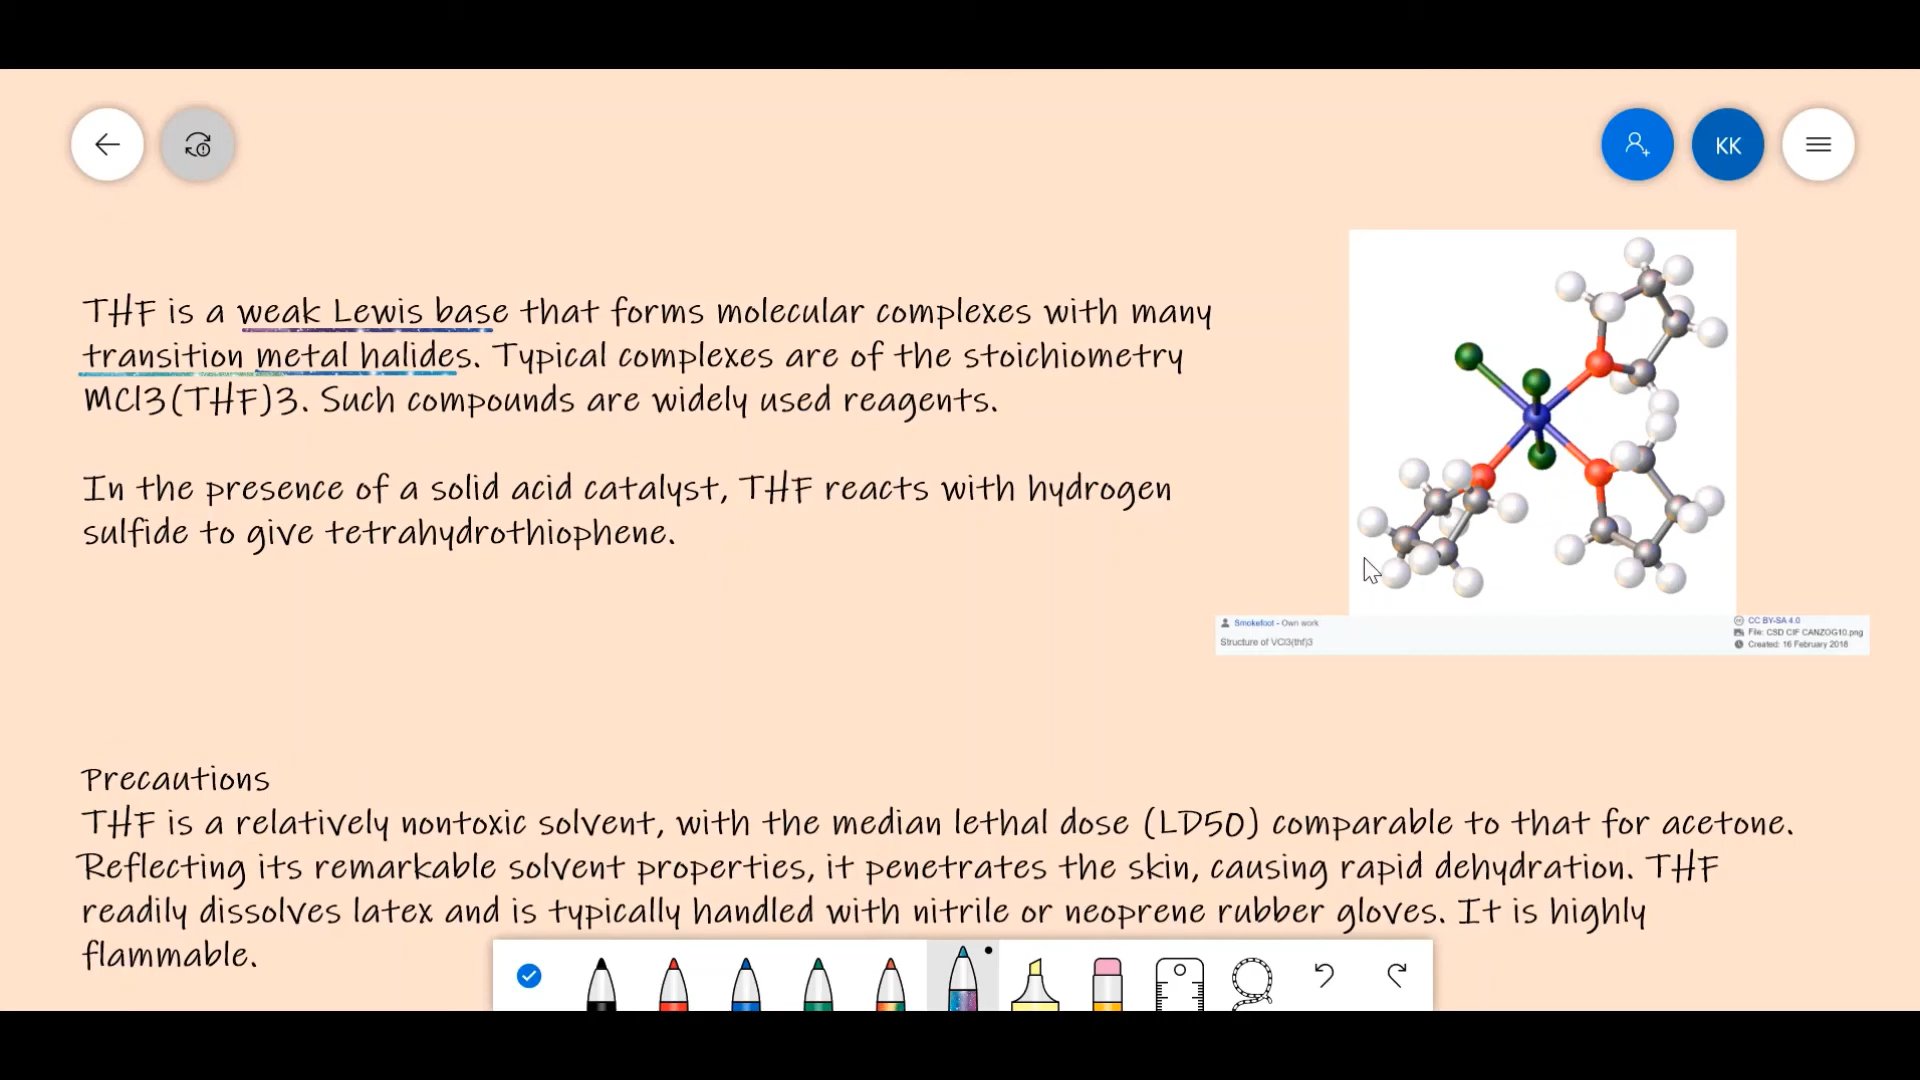 KK
THF is a weak Lewis base that forms molecular complexes with many
transition metal halides. Typical complexes are of the stoichiometry
MCl3(THF)3. Such compounds are widely used reagents.
In the presence of a solid acid catalyst, THF reacts with hydrogen
sulfide to give tetrahydrothiophene.
Smokefoot - Own work
Structure of VCl3(thf)3
CC BY-SA 4.0
File: CSD CIF CANZOG10.png
Created: 16 February 2018
Precautions
THF is a relatively nontoxic solvent, with the median lethal dose (LD50) comparable to that for acetone.
Reflecting its remarkable solvent properties, it penetrates the skin, causing rapid dehydration. THF
readily dissolves latex and is typically handled with nitrile or neoprene rubber gloves. It is highly
flammable.